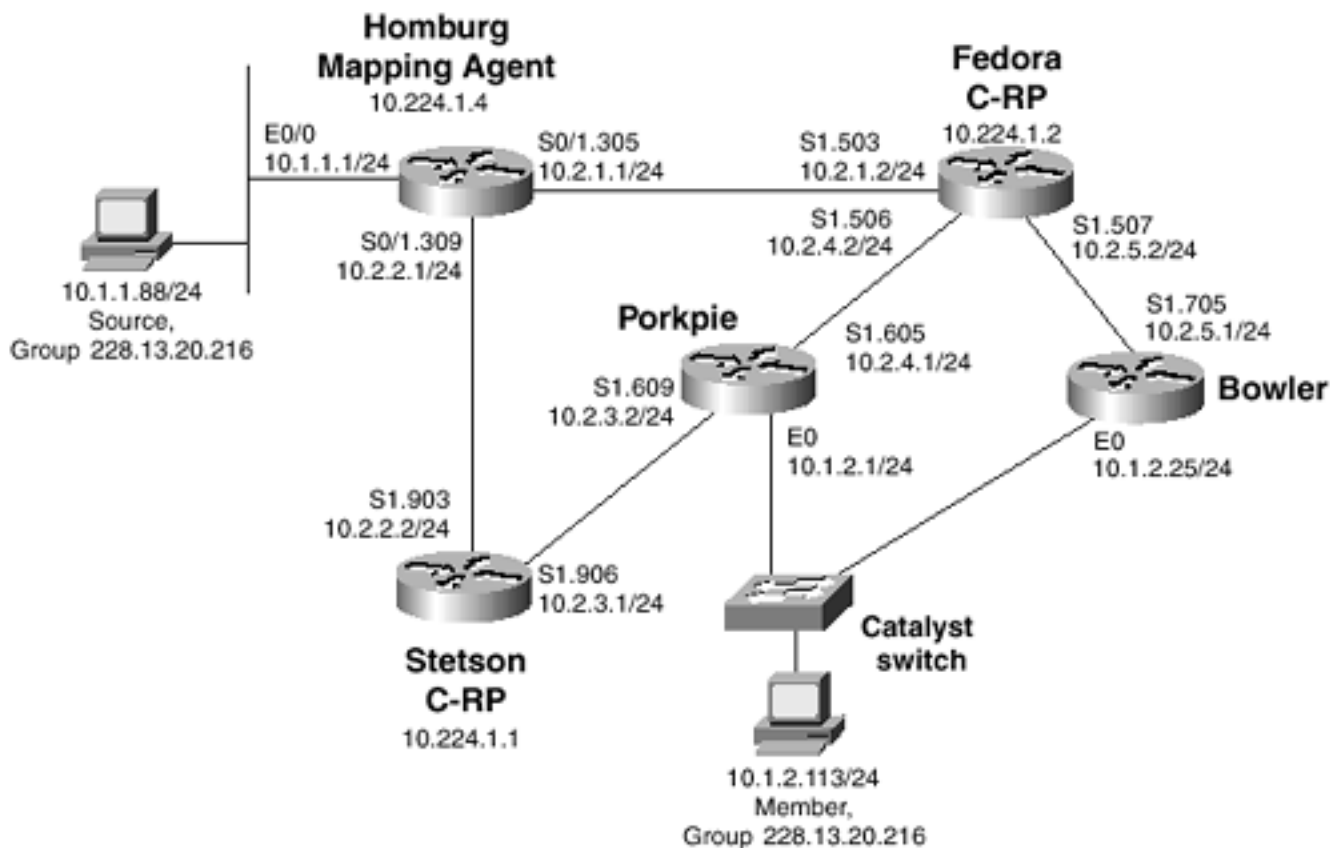 Homburg
Mapping Agent
10.224.1.4
Fedora
C-RP
10.224.1.2
E0/0
10.1.1.1/24
S0/1.305
10.2.1.1/24
S1.503
10.2.1.2/24
S0/1.309
10.2.2.1/24
S1.506
10.2.4.2/24
S1.507
10.2.5.2/24
10.1.1.88/24
Source,
Group 228.13.20.216
Porkpie
S1.605
10.2.4.1/24
S1.705
10.2.5.1/24
Bowler
S1.609
10.2.3.2/24
E0
10.1.2.1/24
E0
10.1.2.25/24
S1.903
10.2.2.2/24
S1.906
10.2.3.1/24
Stetson
C-RP
10.224.1.1
Catalyst
switch
10.1.2.113/24
Member,
Group 228.13.20.216